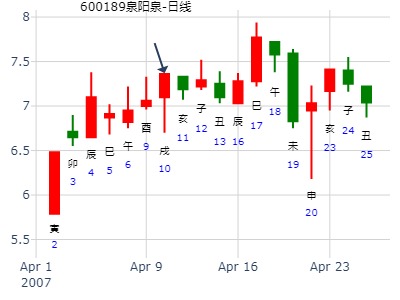 600189泉阳泉-日线
8
7.5
7
6.5
6
5.5
寅
2
卯
3
辰
4
巳
5
午
6
酉
9
戌
10
亥
11
子
12
丑
13
辰
16
巳
17
午
18
未
19
申
20
亥
23
子
24
丑
25
Apr 1
2007
Apr 9
Apr 16
Apr 23